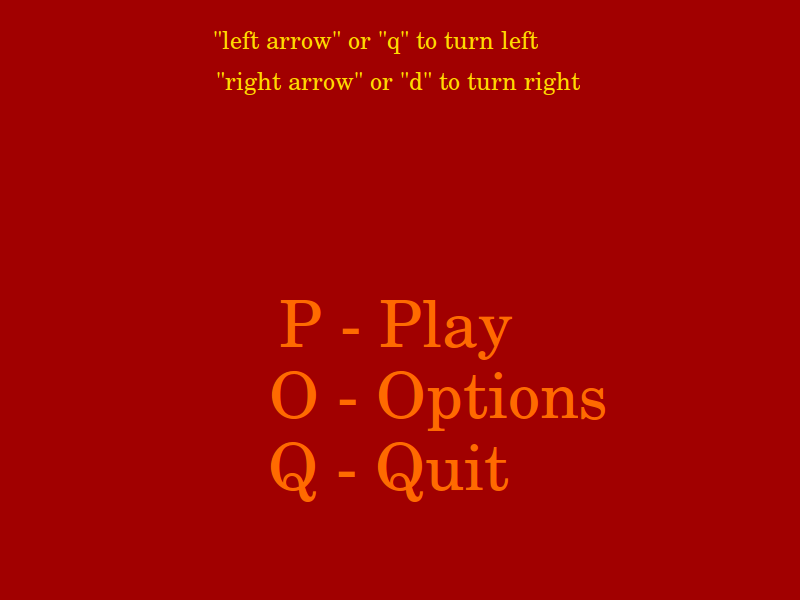 "left arrow" or "q" to turn left
"right arrow" or "d" to turn right
P - Play
O - Options
Q - Quit